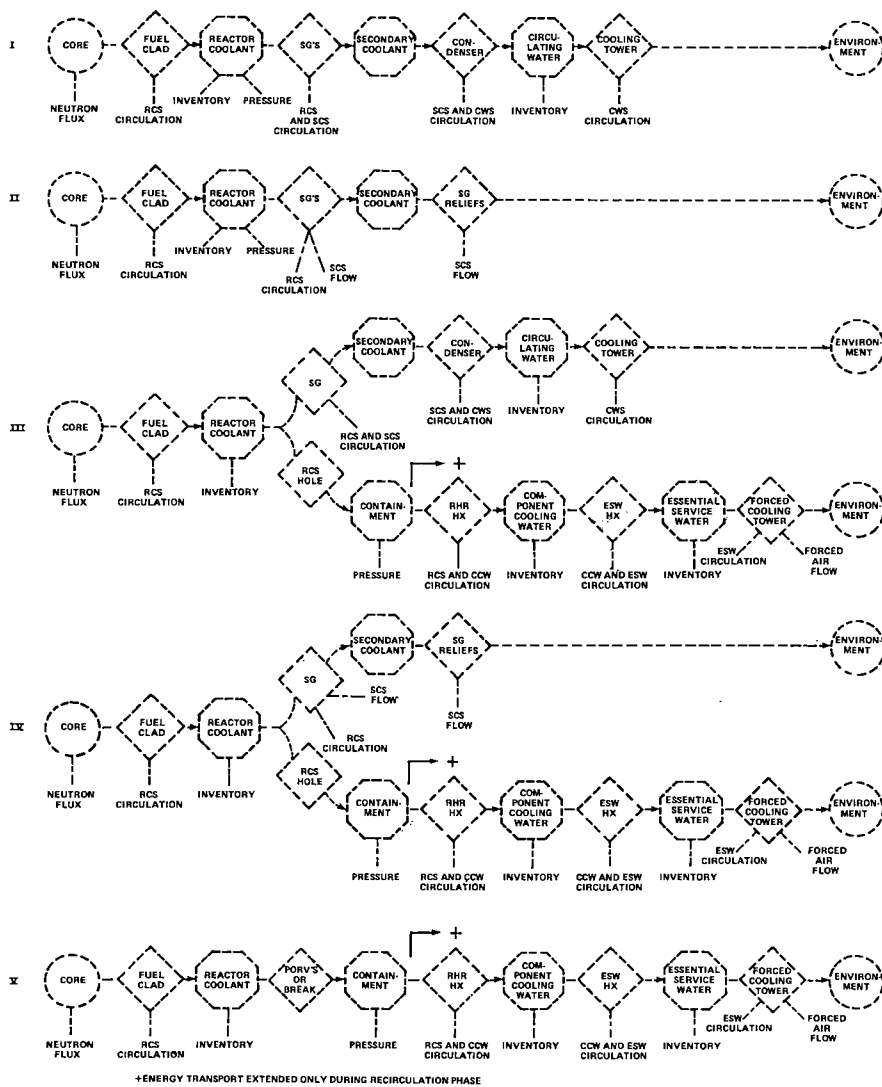 I
CORE
FUEL
CLAD
REACTOR
COOLANT
SG'S
SECONDARY
COOLANT
CON-
DENSER
CIRCU-
LATING
WATER
COOLING
TOWER
ENVIRON-
MENT
NEUTRON
FLUX
RCS
CIRCULATION
INVENTORY
PRESSURE
RCS
AND SCS
CIRCULATION
SCS AND CWS
CIRCULATION
INVENTORY
CWS
CIRCULATION
II
CORE
FUEL
CLAD
REACTOR
COOLANT
SG'S
SECONDARY
COOLANT
SG
RELIEFS
ENVIRON-
MENT
NEUTRON
FLUX
RCS
CIRCULATION
INVENTORY
PRESSURE
RCS
CIRCULATION
SCS
FLOW
SCS
FLOW
III
CORE
FUEL
CLAD
REACTOR
COOLANT
SG
SECONDARY
COOLANT
CON-
DENSER
CIRCU-
LATING
WATER
COOLING
TOWER
ENVIRON-
MENT
NEUTRON
FLUX
RCS
CIRCULATION
INVENTORY
RCS AND SCS
CIRCULATION
SCS AND CWS
CIRCULATION
INVENTORY
CWS
CIRCULATION
RCS
HOLE
+
CONTAIN-
MENT
RHR
HX
COM-
PONENT
COOLING
WATER
ESW
HX
ESSENTIAL
SERVICE
WATER
FORCED
COOLING
TOWER
ENVIRON-
MENT
PRESSURE
RCS AND CCW
CIRCULATION
INVENTORY
CCW AND ESW
CIRCULATION
INVENTORY
ESW
CIRCULATION
FORCED
AIR
FLOW
IV
CORE
FUEL
CLAD
REACTOR
COOLANT
SG
SECONDARY
COOLANT
SG
RELIEFS
ENVIRON-
MENT
NEUTRON
FLUX
RCS
CIRCULATION
INVENTORY
SCS
FLOW
RCS
CIRCULATION
SCS
FLOW
RCS
HOLE
+
CONTAIN-
MENT
RHR
HX
COM-
PONENT
COOLING
WATER
ESW
HX
ESSENTIAL
SERVICE
WATER
FORCED
COOLING
TOWER
ENVIRON-
MENT
PRESSURE
RCS AND CCW
CIRCULATION
INVENTORY
CCW AND ESW
CIRCULATION
INVENTORY
ESW
CIRCULATION
FORCED
AIR
FLOW
V
CORE
FUEL
CLAD
REACTOR
COOLANT
PORV'S
OR
BREAK
CONTAIN-
MENT
+
RHR
HX
COM-
PONENT
COOLING
WATER
ESW
HX
ESSENTIAL
SERVICE
WATER
FORCED
COOLING
TOWER
ENVIRON-
MENT
NEUTRON
FLUX
RCS
CIRCULATION
INVENTORY
PRESSURE
RCS AND CCW
CIRCULATION
INVENTORY
CCW AND ESW
CIRCULATION
INVENTORY
ESW
CIRCULATION
FORCED
AIR
FLOW
+ENERGY TRANSPORT EXTENDED ONLY DURING RECIRCULATION PHASE